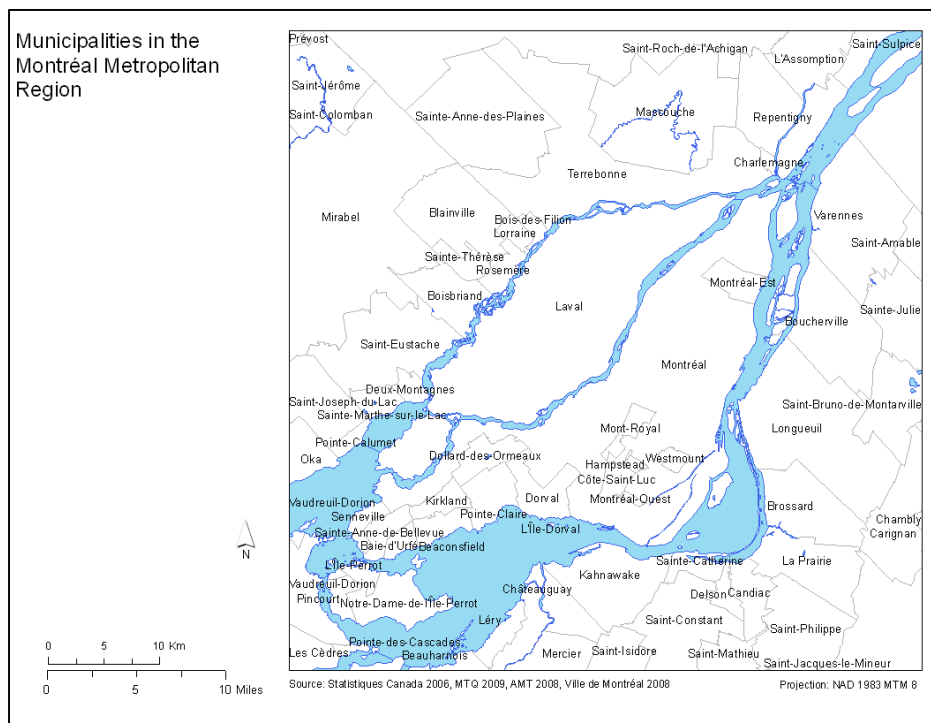 Municipalities in the
Montréal Metropolitan
Region
Prévost
Saint-Roch-de-l'Achigan
Saint-Sulpice
L'Assomption
Saint-Jérôme
Saint-Colomban
Sainte-Anne-des-Plaines
Massouche
Repentigny
Charlemagne
Terrebonne
Mirabel
Blainville
Bois-des-Filion
Lorraine
Varennes
Saint-Amable
Sainte-Thérèse
Rosemère
Boisbriand
Montréal-Est
Laval
Boucherville
Sainte-Julie
Saint-Eustache
Montréal
Deux-Montagnes
Saint-Joseph-du-Lac
Sainte-Marthe-sur-le-Lac
Saint-Bruno-de-Montarville
Mont-Royal
Longueuil
Pointe-Calumet
Oka
Dollard-des-Ormeaux
Hampstead
Westmount
Côte-Saint-Luc
Vaudreuil-Dorion
Kirkland
Dorval
Montréal-Ouest
Brossard
Senneville
Pointe-Claire
L'Île-Dorval
Chambly
Sainte-Anne-de-Bellevue
Carignan
Baie-d'Urfé
Beaconsfield
N
L'Île-Perrot
Sainte-Catherine
La Prairie
Kahnawake
Vaudreuil-Dorion
Châteauguay
Pincourt
Notre-Dame-de-l'Île-Perrot
Delson
Candiac
Léry
Saint-Constant
Saint-Philippe
Pointe-des-Cascades
Les Cèdres
Beauharnois
Mercier
Saint-Isidore
Saint-Mathieu
Saint-Jacques-le-Mineur
0 5 10 Km
0 5 10 Miles
Source: Statistiques Canada 2006, MTQ 2009, AMT 2008, Ville de Montréal 2008
Projection: NAD 1983 MTM 8